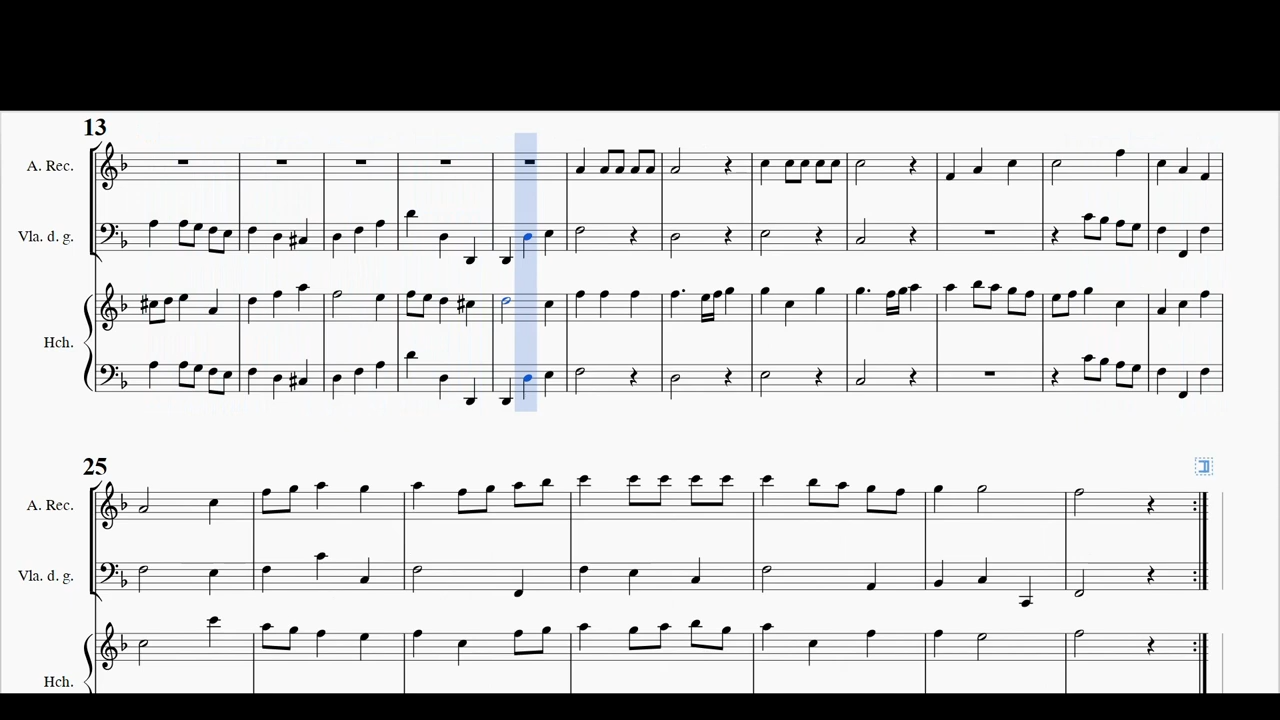 13
A. Rec.
Vla. d. g.
Hch.
25
A. Rec.
Vla. d. g.
Hch.